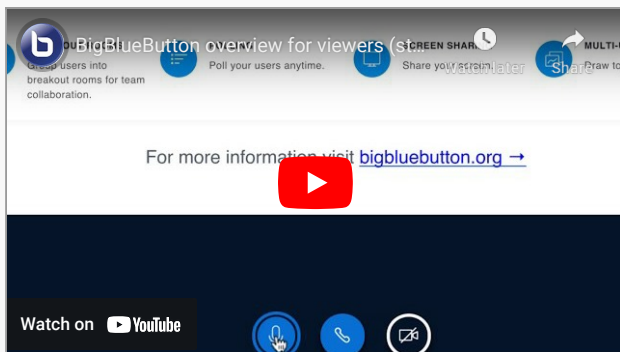 BigBlueButton overview for viewers (st...
SCREEN SHAR
MULTI-
Group users into
breakout rooms for team
collaboration.
Poll your users anytime.
Share your screen.
Draw to
Watch later
Share
For more information visit bigbluebutton.org →
Watch on YouTube